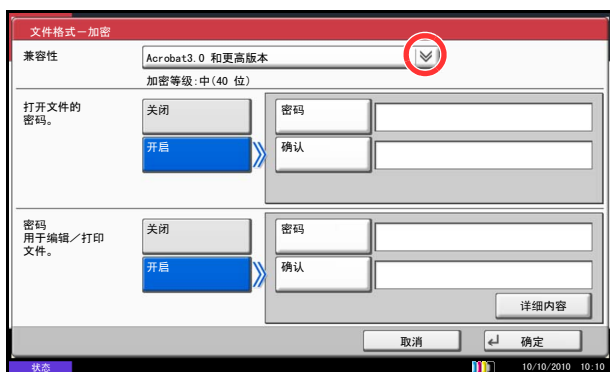 文件格式－加密
兼容性
Acrobat3.0 和更高版本
加密等级:中(40 位)
打开文件的
密码。
关闭
密码
开启
确认
密码
用于编辑／打印
文件。
关闭
密码
开启
确认
详细内容
取消
确定
状态
10/10/2010 10:10